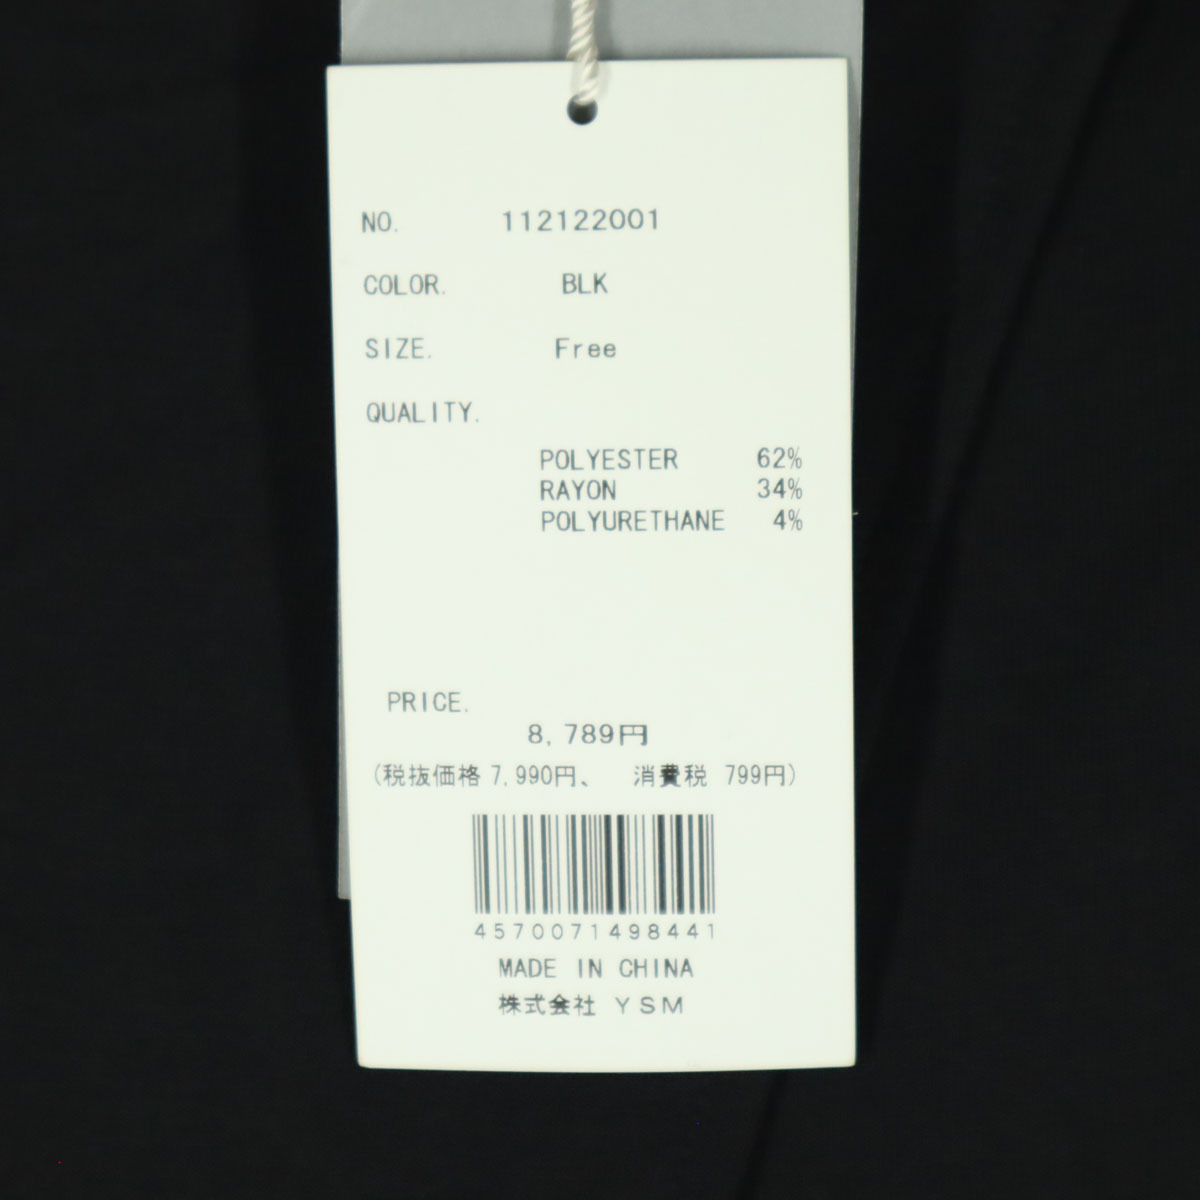 NO. 112122001
COLOR. BLK
SIZE. Free
QUALITY.
POLYESTER 62%
RAYON 34%
POLYURETHANE 4%
PRICE.
8,789円
(税抜価格 7,990円、 消費税 799円)
4570071498441
MADE IN CHINA
株式会社 YSM